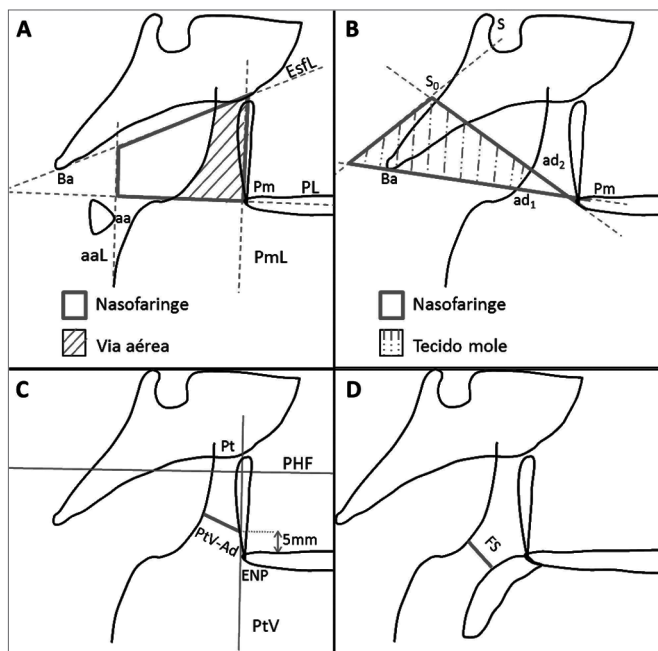 A
EsfL
Ba
Pm
PL
aa
aaL
PmL
Nasofaringe
Via aérea
B
S
S₀
ad₂
Ba
Pm
ad₁
Nasofaringe
Tecido mole
C
Pt
PHF
PtV-Ad
5mm
ENP
PtV
D
FS